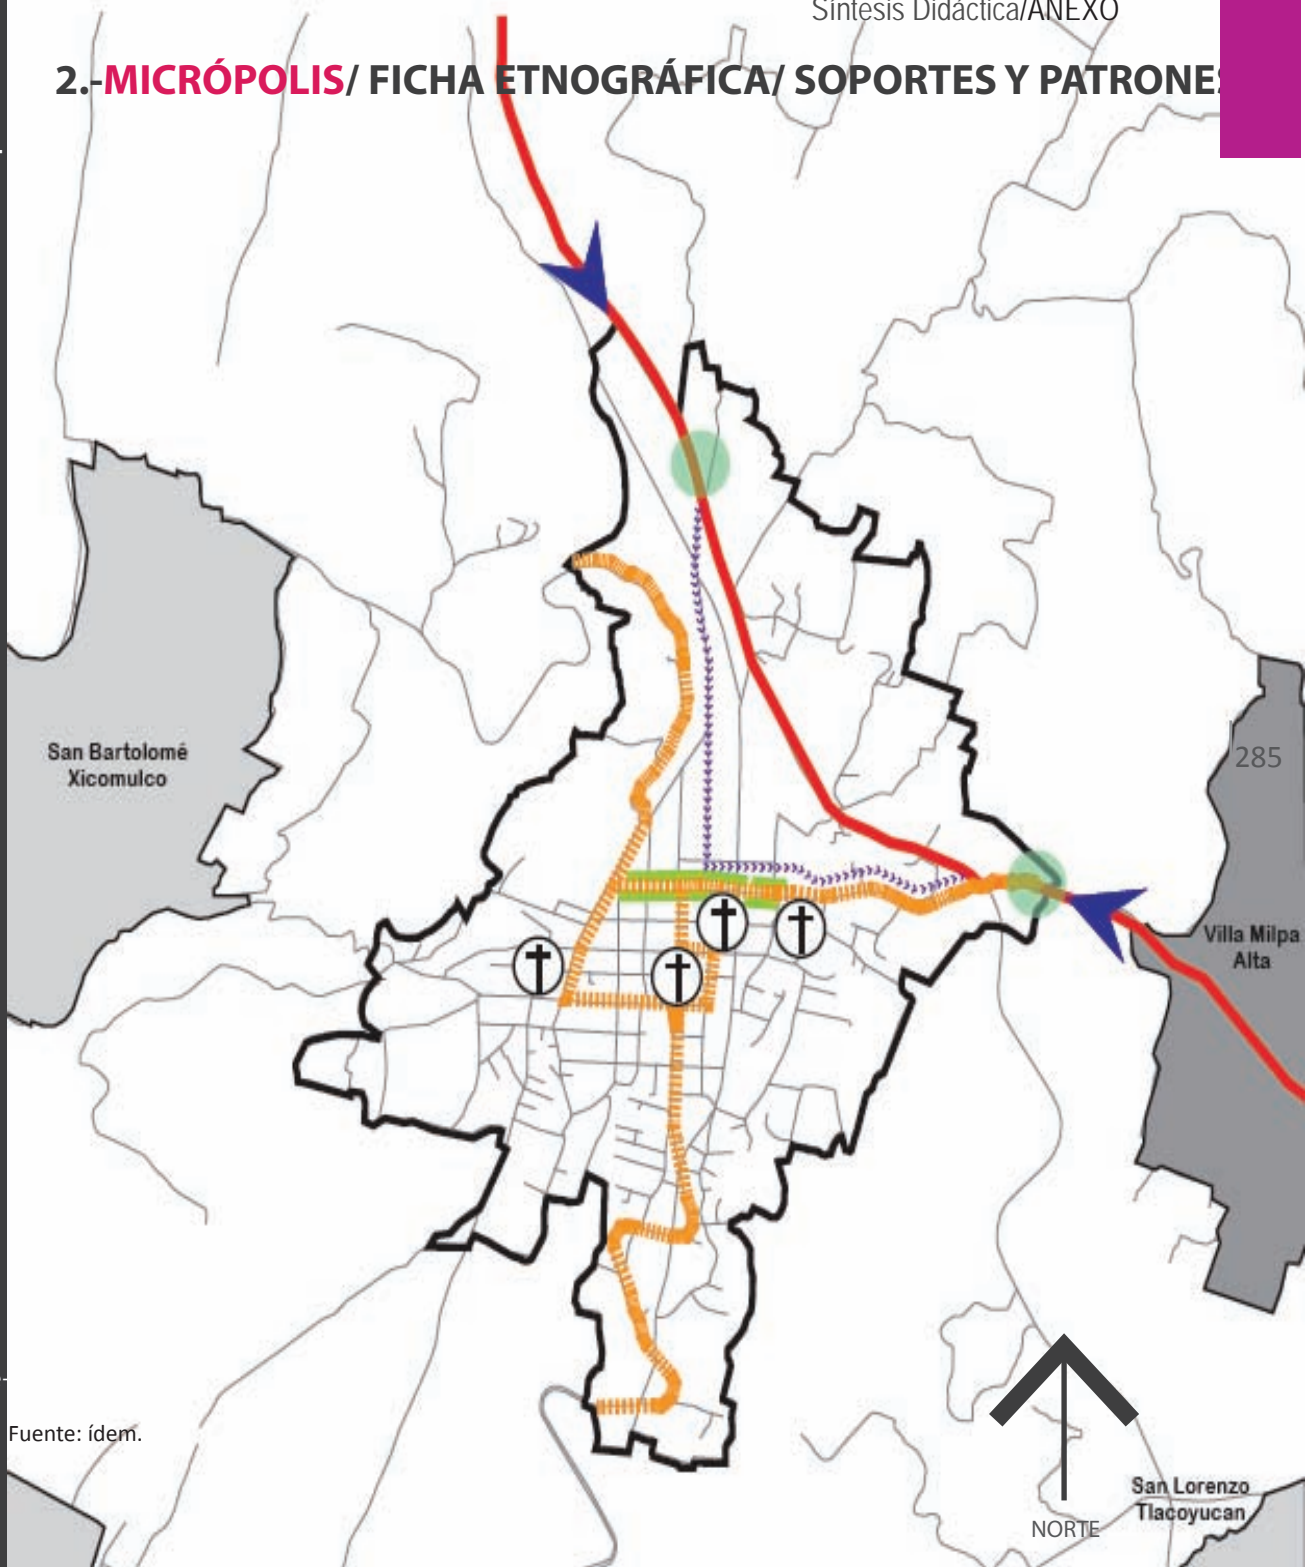 Síntesis Didáctica/ANEXO
2.-MICRÓPOLIS/ FICHA ETNOGRÁFICA/ SOPORTES Y PATRONES
San Bartolomé
Xicomulco
285
Villa Milpa
Alta
Fuente: ídem.
San Lorenzo
Tlacoyucan
NORTE